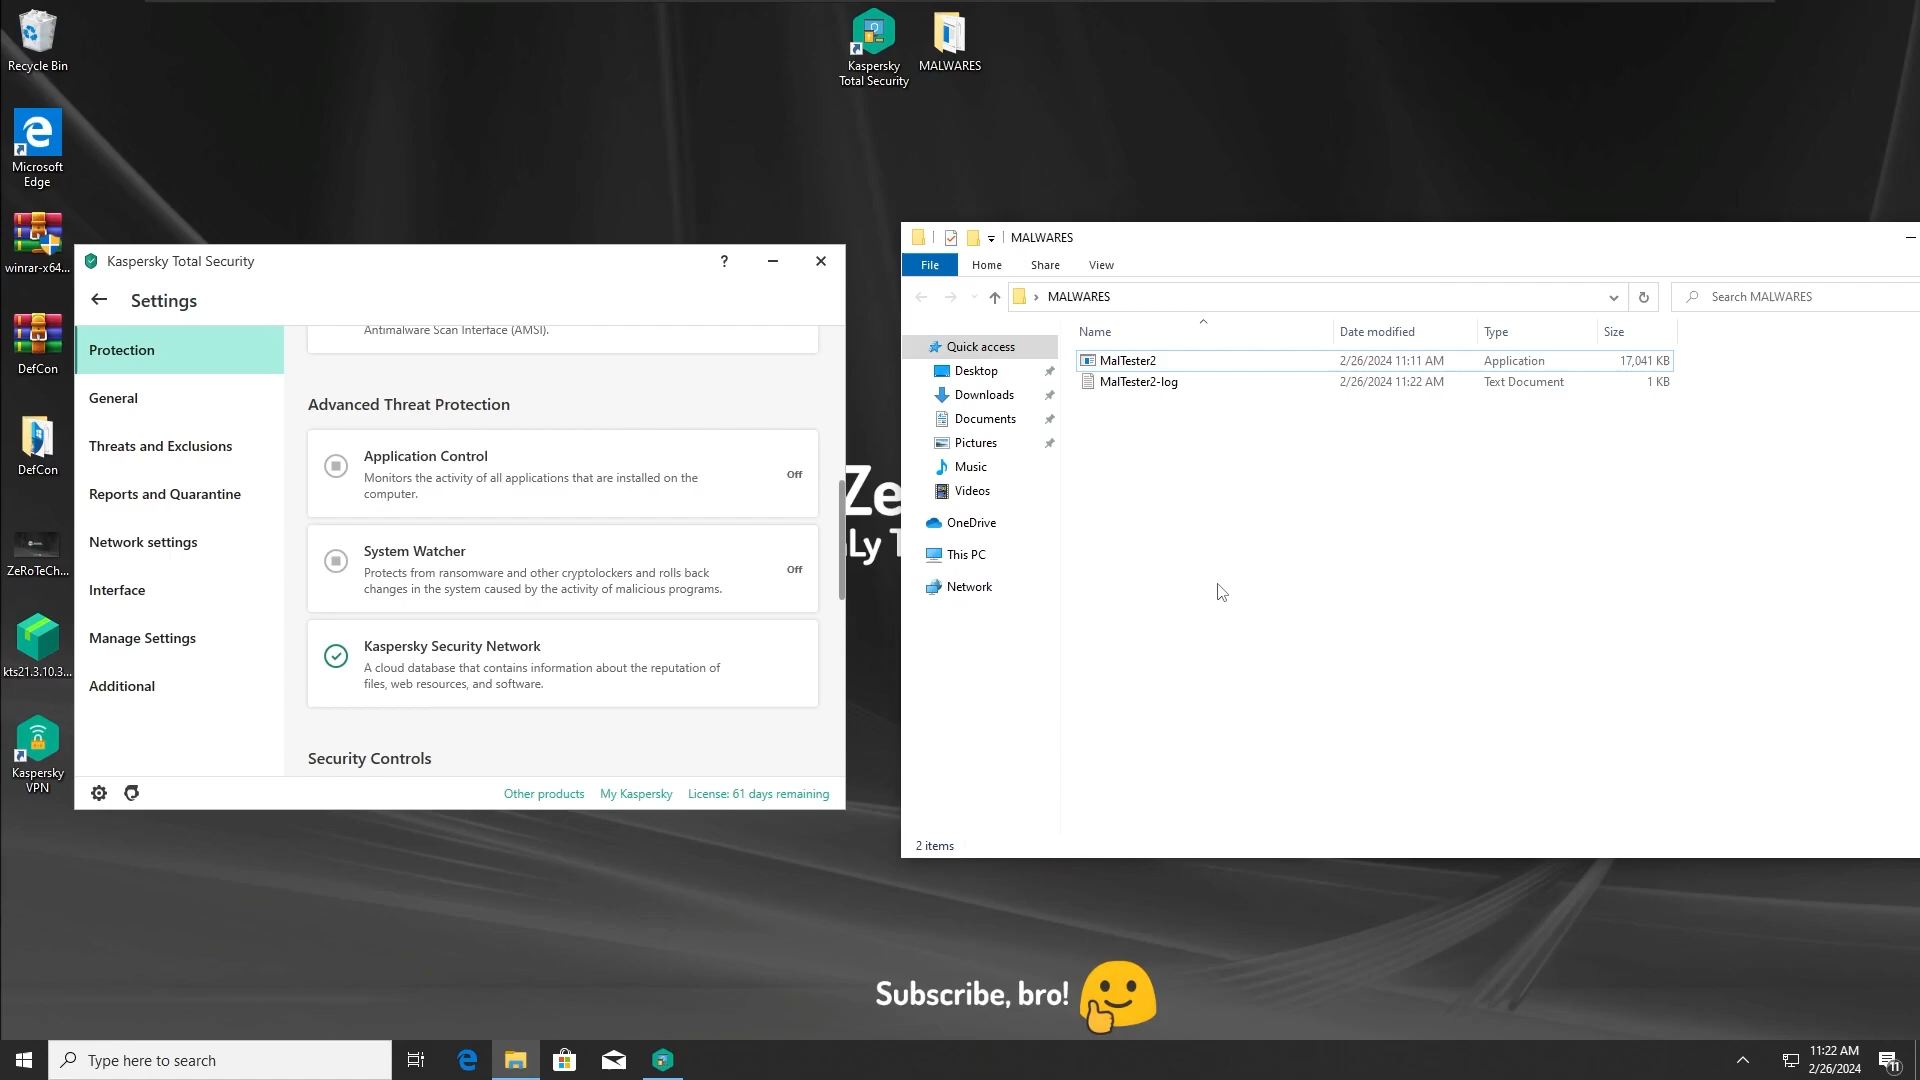 Recycle Bin
Microsoft
Edge
winrar-x64...
DefCon
DefCon
ZeRoTeCh...
kts21.3.10.3...
Kaspersky
VPN
Kaspersky
Total Security
MALWARES
Kaspersky Total Security
?
Settings
Protection
General
Threats and Exclusions
Reports and Quarantine
Network settings
Interface
Manage Settings
Additional
Antimalware Scan Interface (AMSI).
Advanced Threat Protection
Application Control
Monitors the activity of all applications that are installed on the
computer.
Off
System Watcher
Protects from ransomware and other cryptolockers and rolls back
changes in the system caused by the activity of malicious programs.
Off
Kaspersky Security Network
A cloud database that contains information about the reputation of
files, web resources, and software.
Security Controls
Other products
My Kaspersky
License: 61 days remaining
Ze
MALWARES
File
Home
Share
View
MALWARES
Search MALWARES
Name
Date modified
Type
Size
MalTester2
2/26/2024 11:11 AM
Application
17,041 KB
MalTester2-log
2/26/2024 11:22 AM
Text Document
1 KB
Quick access
Desktop
Downloads
Documents
Pictures
Music
Videos
OneDrive
This PC
Network
2 items
Subscribe, bro!
Type here to search
11:22 AM
2/26/2024
11